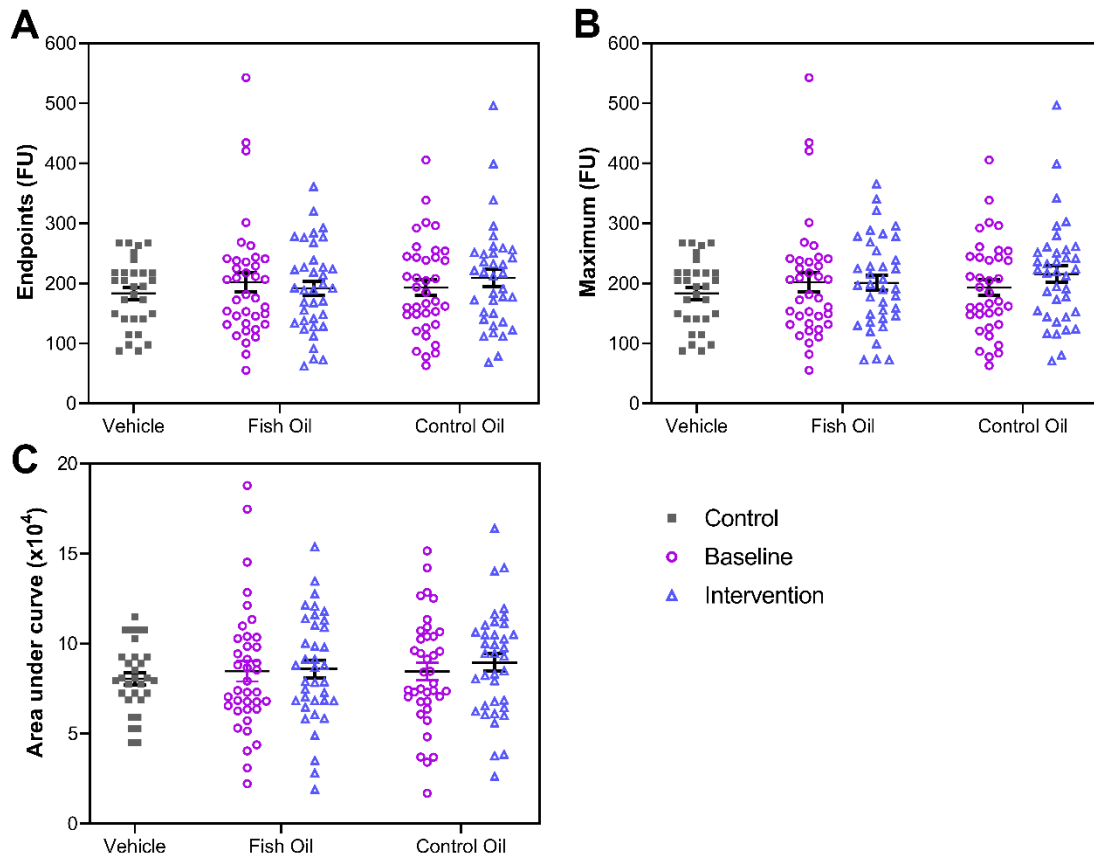 A
Endpoints (FU)
600
500
400
300
200
100
0
Vehicle
Fish Oil
Control Oil
B
Maximum (FU)
600
500
400
300
200
100
0
Vehicle
Fish Oil
Control Oil
C
Area under curve (x10⁴)
20
15
10
5
0
Vehicle
Fish Oil
Control Oil
Control
Baseline
Intervention